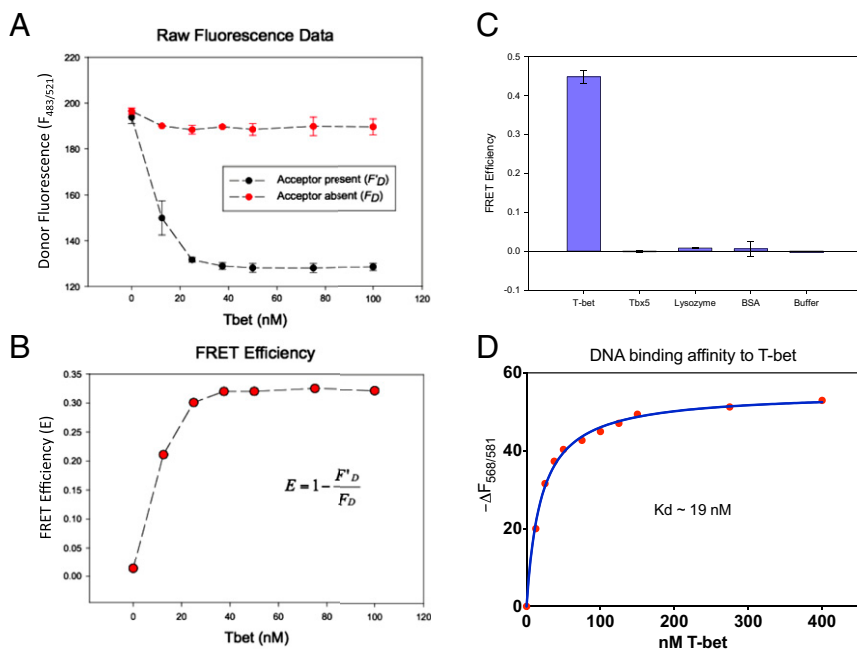 A
Raw Fluorescence Data
Donor Fluorescence (F483/521)
200
180
160
140
120
Acceptor present (F'D)
Acceptor absent (FD)
0 20 40 60 80 100 120
Tbet (nM)
B
FRET Efficiency
FRET Efficiency (E)
0.35
0.30
0.25
0.20
0.15
0.10
0.05
0.00
E = 1 - F'D / FD
0 20 40 60 80 100 120
Tbet (nM)
C
FRET Efficiency
0.5
0.4
0.3
0.2
0.1
0.0
-0.1
T-bet Tbx5 Lysozyme BSA Buffer
D
DNA binding affinity to T-bet
−ΔF568/581
60
40
20
0
Kd ~ 19 nM
0 100 200 300 400
nM T-bet